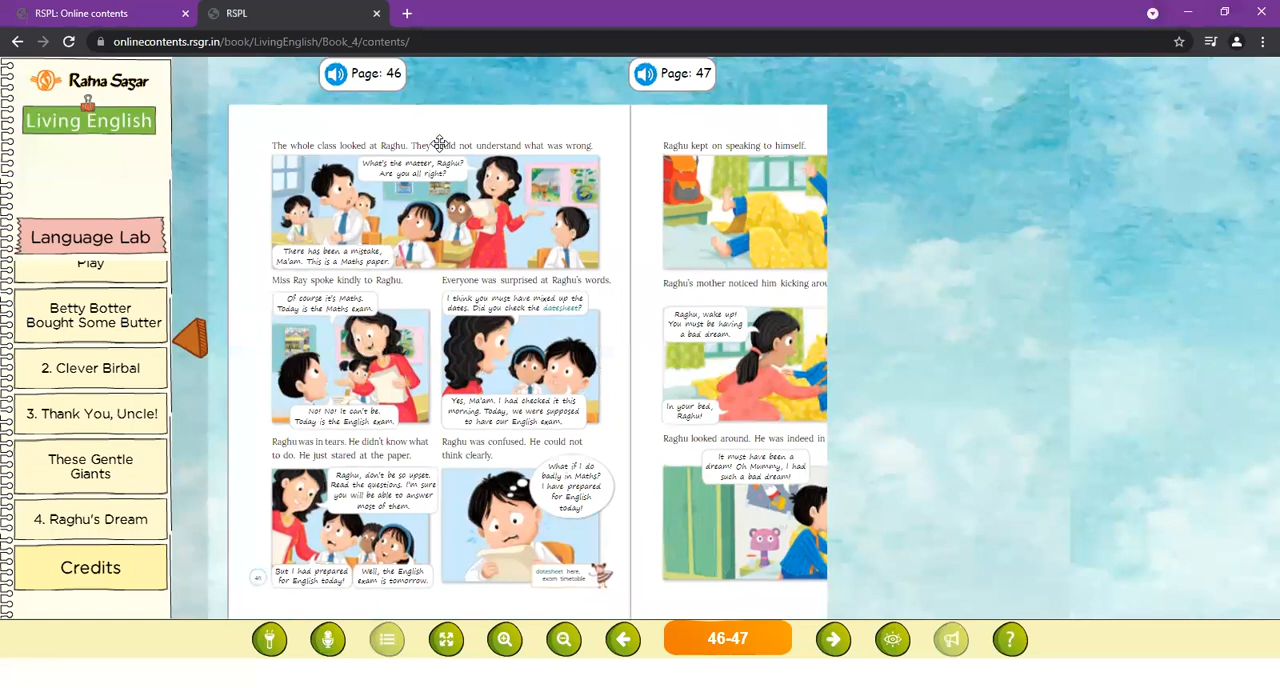 RSPL: Online contents
RSPL
onlinecontents.rsgr.in/book/LivingEnglish/Book_4/contents/
Ratna Sagar
Living English
Language Lab
Play
Betty Botter
Bought Some Butter
2. Clever Birbal
3. Thank You, Uncle!
These Gentle
Giants
4. Raghu's Dream
Credits
Page: 46
The whole class looked at Raghu. They could not understand what was wrong.
What's the matter, Raghu?
Are you all right?
There has been a mistake,
Ma'am. This is a Maths paper.
Miss Ray spoke kindly to Raghu.
Of course it's Maths.
Today is the Maths exam.
No! No! It can't be.
Today is the English exam.
Everyone was surprised at Raghu's words.
I think you must have mixed up the
dates. Did you check the datesheet?
Yes, Ma'am. I had checked it this
morning. Today, we were supposed
to have our English exam.
Raghu was in tears. He didn't know what
to do. He just stared at the paper.
Raghu, don't be so upset.
Read the questions. I'm sure
you will be able to answer
most of them.
But I had prepared
for English today!
Well, the English
exam is tomorrow.
Raghu was confused. He could not
think clearly.
What if I do
badly in Maths?
I have prepared
for English
today!
datesheet here,
exam timetable
46
Page: 47
Raghu kept on speaking to himself.
Raghu's mother noticed him kicking arou
Raghu, wake up!
You must be having
a bad dream.
In your bed,
Raghu!
Raghu looked around. He was indeed in
It must have been a
dream! Oh Mummy, I had
such a bad dream!
46-47
?